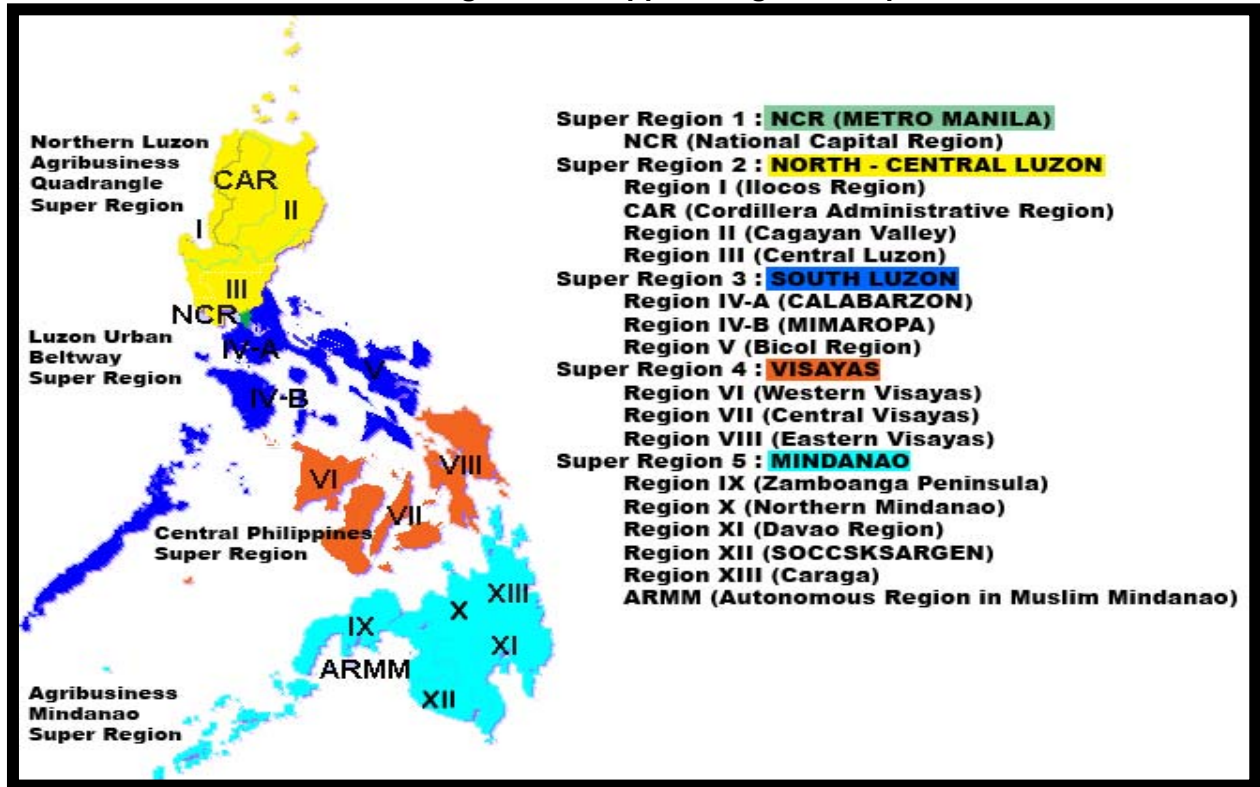 Northern Luzon
Agribusiness
Quadrangle
Super Region
CAR
II
I
III
NCR
Luzon Urban
Beltway
Super Region
IV-A
V
IV-B
VI
VIII
VII
Central Philippines
Super Region
XIII
X
IX
XI
ARMM
XII
Agribusiness
Mindanao
Super Region
Super Region 1 : NCR (METRO MANILA)
NCR (National Capital Region)
Super Region 2 : NORTH - CENTRAL LUZON
Region I (Ilocos Region)
CAR (Cordillera Administrative Region)
Region II (Cagayan Valley)
Region III (Central Luzon)
Super Region 3 : SOUTH LUZON
Region IV-A (CALABARZON)
Region IV-B (MIMAROPA)
Region V (Bicol Region)
Super Region 4 : VISAYAS
Region VI (Western Visayas)
Region VII (Central Visayas)
Region VIII (Eastern Visayas)
Super Region 5 : MINDANAO
Region IX (Zamboanga Peninsula)
Region X (Northern Mindanao)
Region XI (Davao Region)
Region XII (SOCCSKSARGEN)
Region XIII (Caraga)
ARMM (Autonomous Region in Muslim Mindanao)